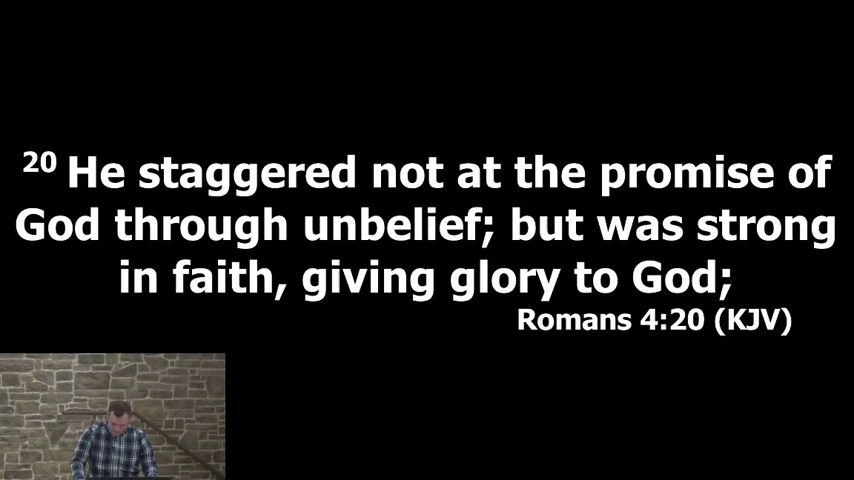 20 He staggered not at the promise of
God through unbelief; but was strong
in faith, giving glory to God;
Romans 4:20 (KJV)